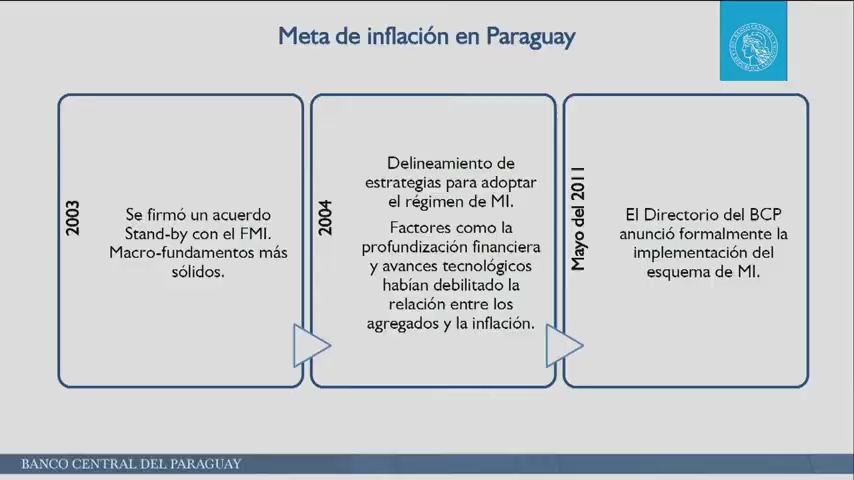 Meta de inflación en Paraguay
2003
Se firmó un acuerdo
Stand-by con el FMI.
Macro-fundamentos más
sólidos.
2004
Delineamiento de
estrategias para adoptar
el régimen de MI.
Factores como la
profundización financiera
y avances tecnológicos
habían debilitado la
relación entre los
agregados y la inflación.
Mayo del 2011
El Directorio del BCP
anunció formalmente la
implementación del
esquema de MI.
BANCO CENTRAL DEL PARAGUAY